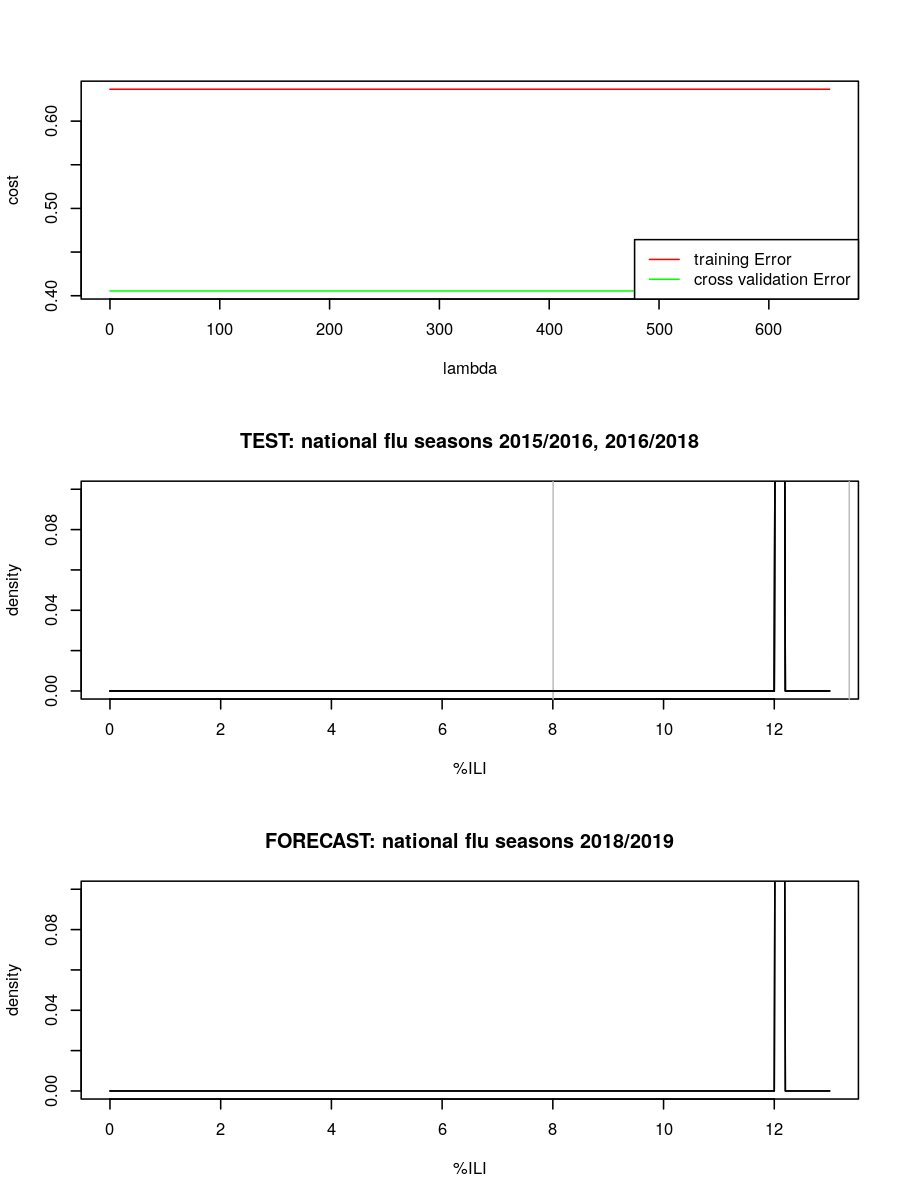 0.60
0.50
0.40
cost
training Error
cross validation Error
0 100 200 300 400 500 600
lambda
TEST: national flu seasons 2015/2016, 2016/2018
0.08
0.04
0.00
density
0 2 4 6 8 10 12
%ILI
FORECAST: national flu seasons 2018/2019
0.08
0.04
0.00
density
0 2 4 6 8 10 12
%ILI